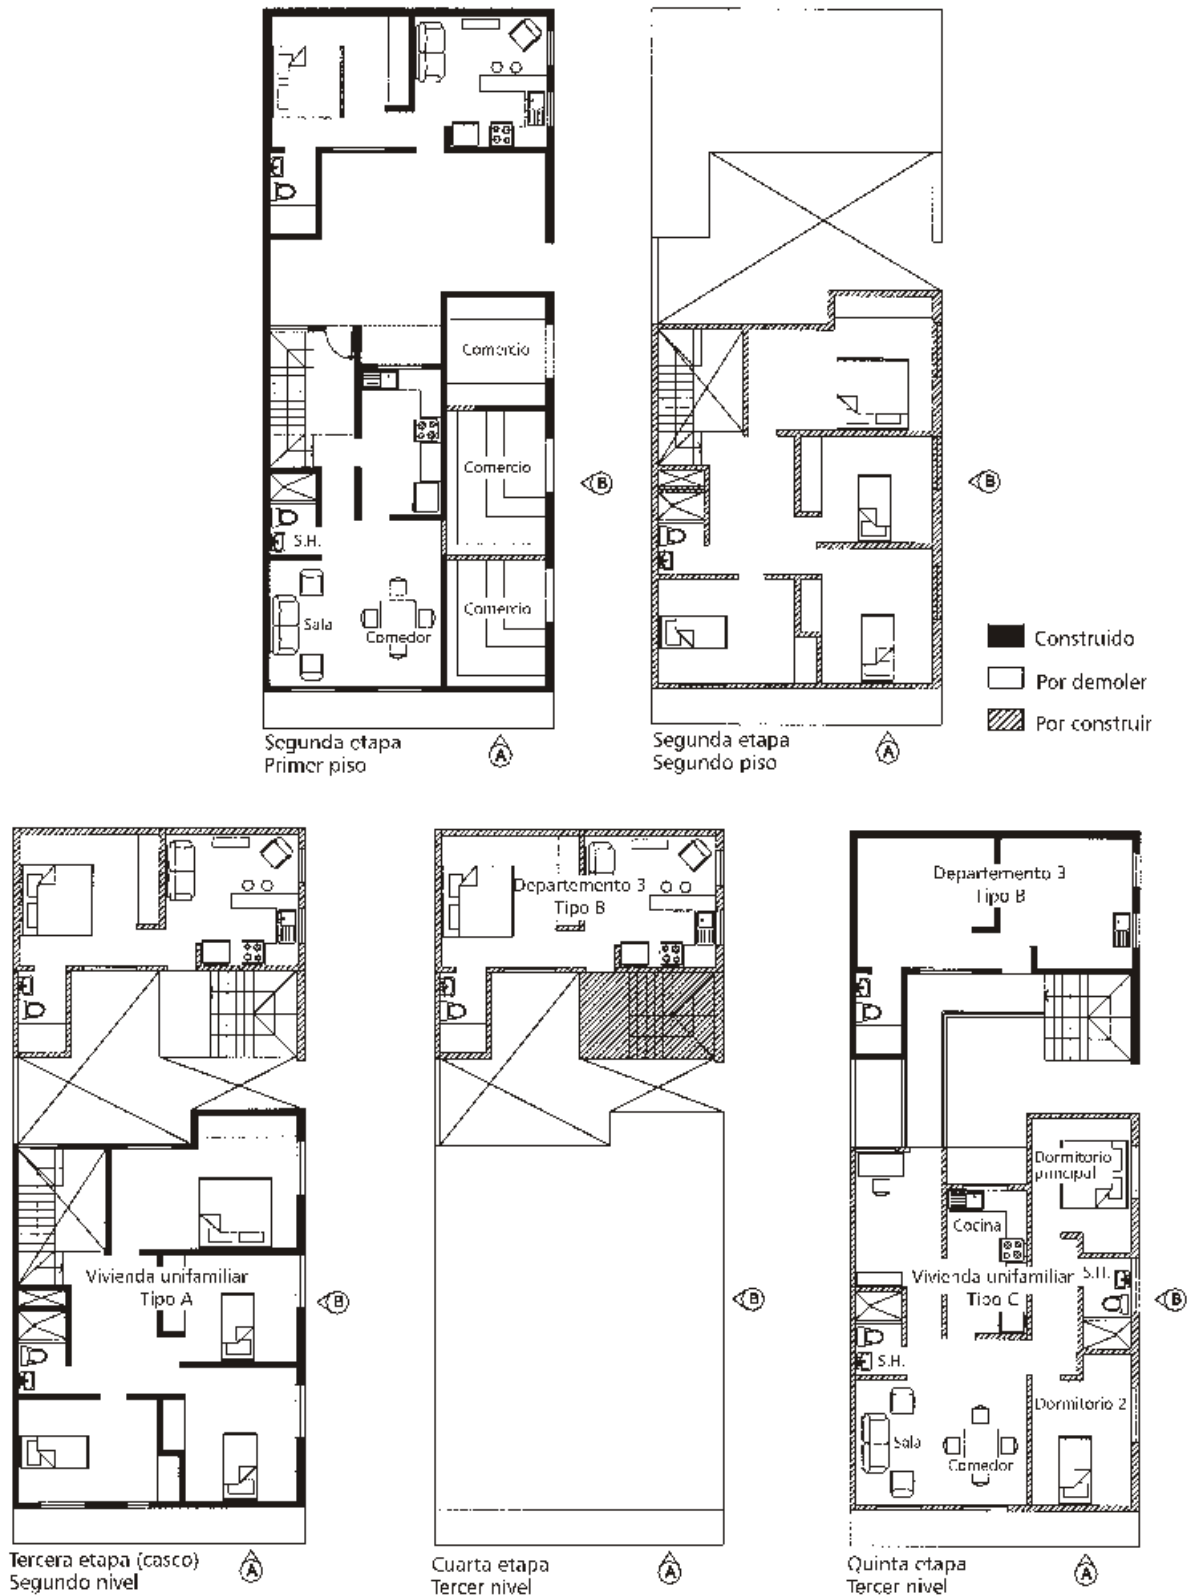 Comercio
Comercio
B
S.H.
Sala
Comedor
Comercio
Segunda etapa
Primer piso
A
B
Segunda etapa
Segundo piso
A
Construido
Por demoler
Por construir
Vivienda unifamiliar
Tipo A
B
Tercera etapa (casco)
Segundo nivel
A
Departemento 3
Tipo B
B
Cuarta etapa
Tercer nivel
A
Departemento 3
Tipo B
Dormitorio
principal
Cocina
Vivienda unifamiliar
Tipo C
S.H.
B
S.H.
Dormitorio 2
Sala
Comedor
Quinta etapa
Tercer nivel
A